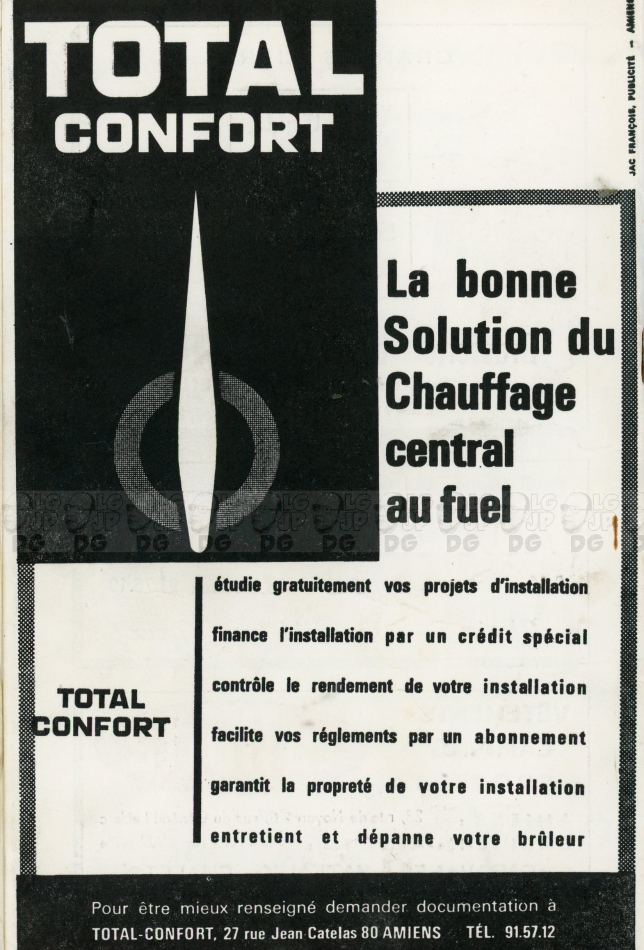 TOTAL
CONFORT
JAC FRANÇOIS, PUBLICITÉ — AMIENS
La bonne
Solution du
Chauffage
central
au fuel
LG JP DG
étudie gratuitement vos projets d'installation
finance l'installation par un crédit spécial
contrôle le rendement de votre installation
facilite vos réglements par un abonnement
garantit la propreté de votre installation
entretient et dépanne votre brûleur
TOTAL
CONFORT
Pour être mieux renseigné demander documentation à
TOTAL-CONFORT, 27 rue Jean Catelas 80 AMIENS TÉL. 91.57.12